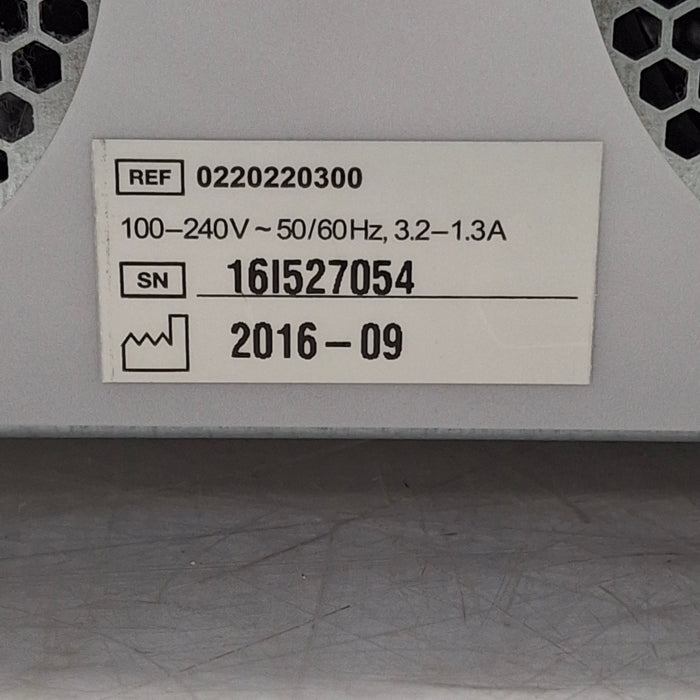 REF 0220220300
100–240V ~ 50/60Hz, 3.2–1.3A
SN 16I527054
2016 – 09